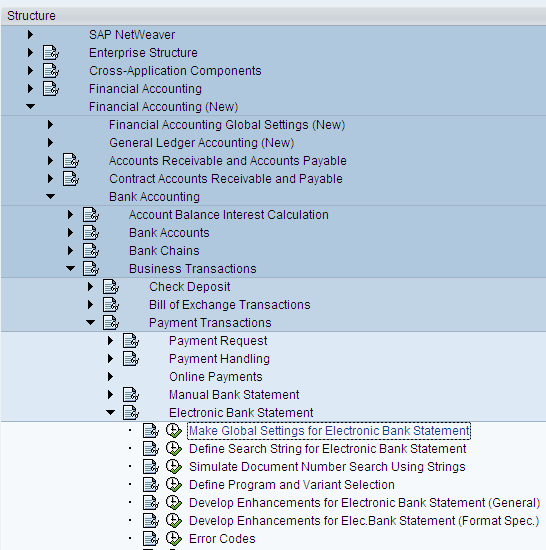 Structure
SAP NetWeaver
Enterprise Structure
Cross-Application Components
Financial Accounting
Financial Accounting (New)
Financial Accounting Global Settings (New)
General Ledger Accounting (New)
Accounts Receivable and Accounts Payable
Contract Accounts Receivable and Payable
Bank Accounting
Account Balance Interest Calculation
Bank Accounts
Bank Chains
Business Transactions
Check Deposit
Bill of Exchange Transactions
Payment Transactions
Payment Request
Payment Handling
Online Payments
Manual Bank Statement
Electronic Bank Statement
Make Global Settings for Electronic Bank Statement
Define Search String for Electronic Bank Statement
Simulate Document Number Search Using Strings
Define Program and Variant Selection
Develop Enhancements for Electronic Bank Statement (General)
Develop Enhancements for Elec.Bank Statement (Format Spec.)
Error Codes